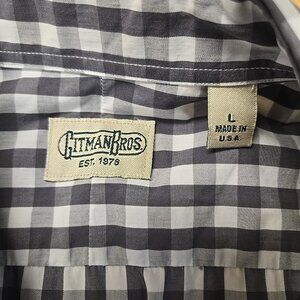 GITMAN BROS.
EST. 1978
L
MADE IN
U.S.A.